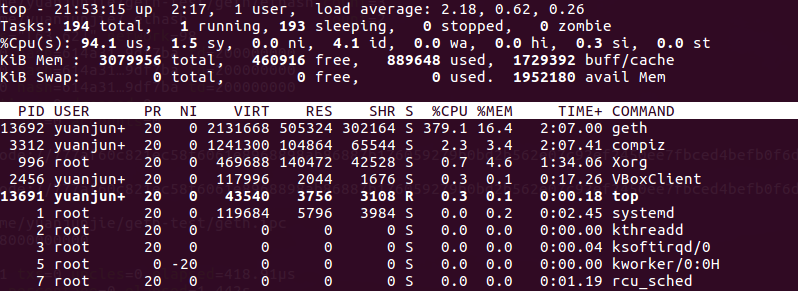 top - 21:53:15 up  2:17,  1 user,  load average: 2.18, 0.62, 0.26
Tasks: 194 total,   1 running, 193 sleeping,   0 stopped,   0 zombie
%Cpu(s): 94.1 us,  1.5 sy,  0.0 ni,  4.1 id,  0.0 wa,  0.0 hi,  0.3 si,  0.0 st
KiB Mem :  3079956 total,   460916 free,   889648 used,  1729392 buff/cache
KiB Swap:        0 total,        0 free,        0 used.  1952180 avail Mem
PID USER      PR  NI    VIRT    RES    SHR S  %CPU %MEM     TIME+ COMMAND
13692 yuanjun+  20   0 2131668 505324 302164 S 379.1 16.4   2:07.00 geth
3312 yuanjun+  20   0 1241300 104864  65544 S   2.3  3.4   2:07.41 compiz
996 root      20   0  469688 140472  42528 S   0.7  4.6   1:34.06 Xorg
2456 yuanjun+  20   0  117996   2044   1676 S   0.3  0.1   0:17.26 VBoxClient
13691 yuanjun+  20   0   43540   3756   3108 R   0.3  0.1   0:00.18 top
1 root      20   0  119684   5796   3984 S   0.0  0.2   0:02.45 systemd
2 root      20   0       0      0      0 S   0.0  0.0   0:00.00 kthreadd
3 root      20   0       0      0      0 S   0.0  0.0   0:00.04 ksoftirqd/0
5 root       0 -20       0      0      0 S   0.0  0.0   0:00.00 kworker/0:0H
7 root      20   0       0      0      0 S   0.0  0.0   0:01.19 rcu_sched